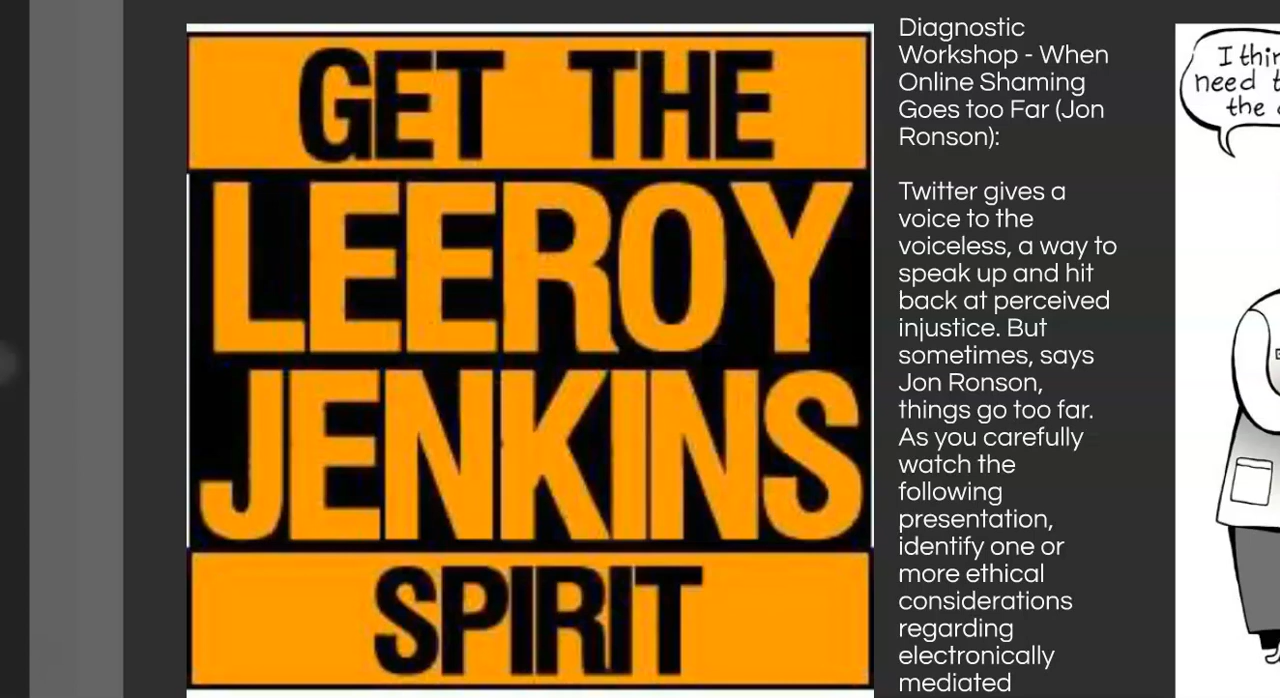 GET THE
LEEROY
JENKINS
SPIRIT
Diagnostic
Workshop - When
Online Shaming
Goes too Far (Jon
Ronson):
Twitter gives a
voice to the
voiceless, a way to
speak up and hit
back at perceived
injustice. But
sometimes, says
Jon Ronson,
things go too far.
As you carefully
watch the
following
presentation,
identify one or
more ethical
considerations
regarding
electronically
mediated
I
need
the